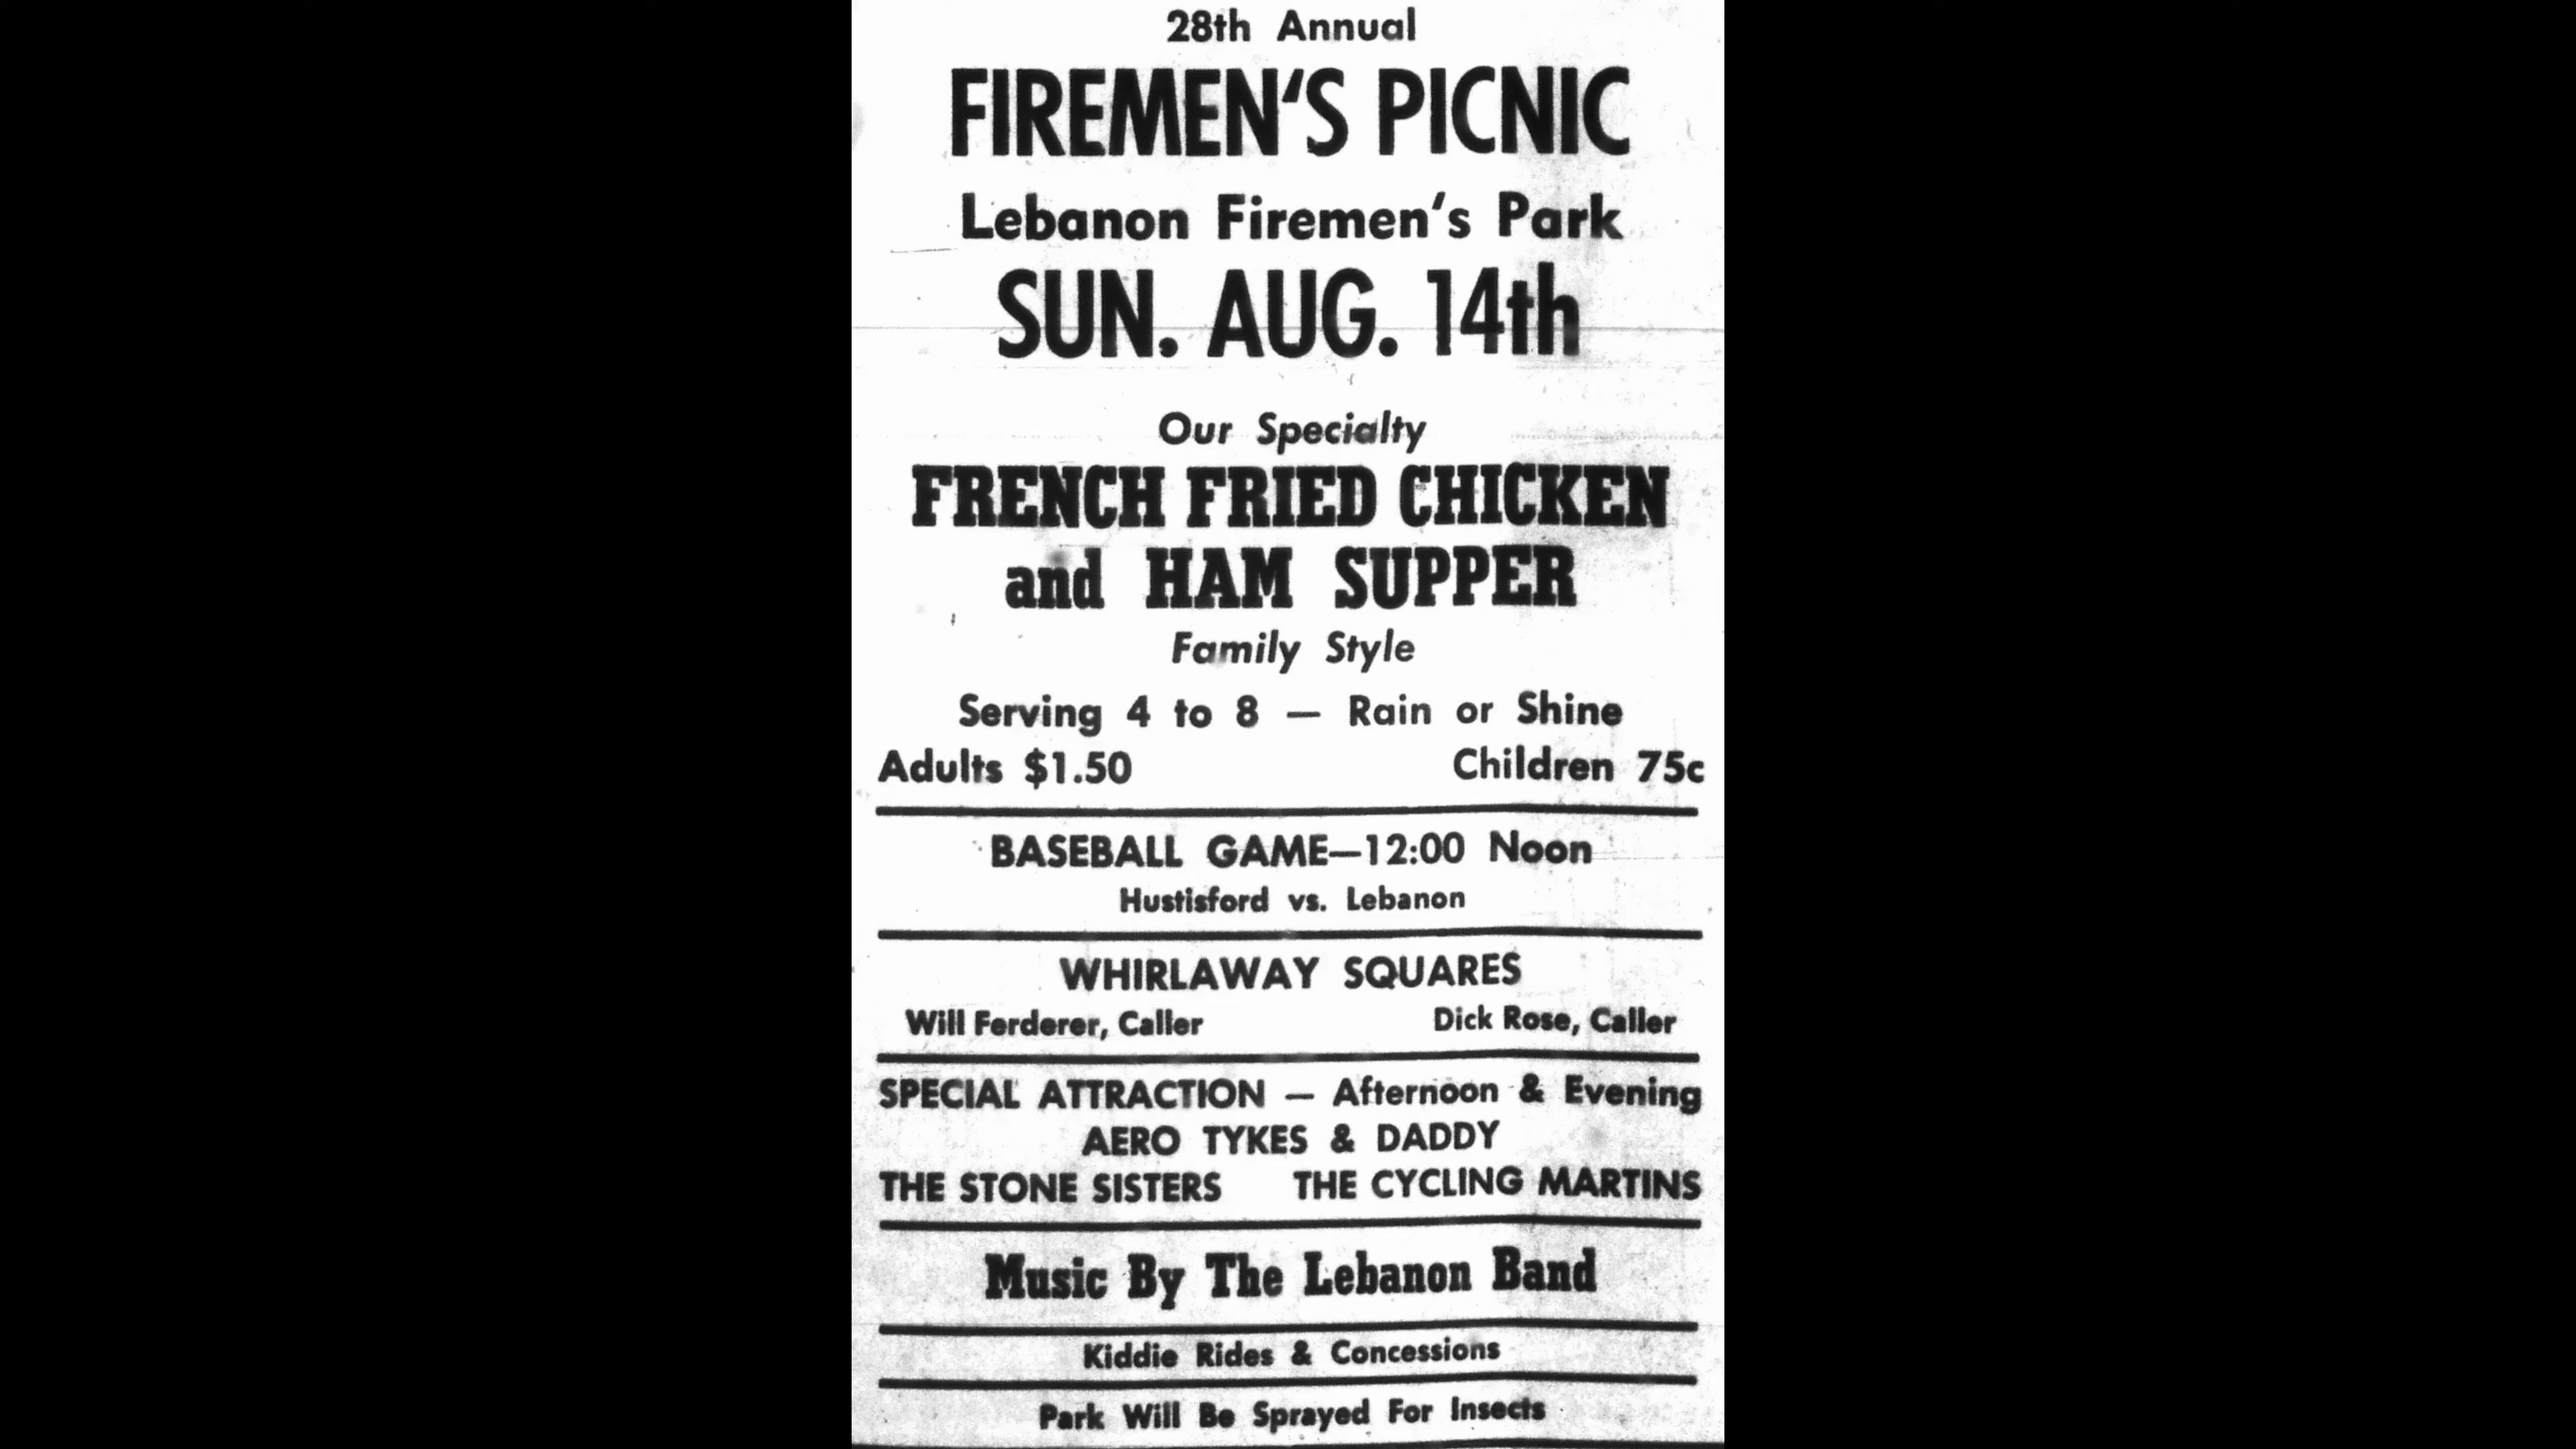 28th Annual
FIREMEN'S PICNIC
Lebanon Firemen's Park
SUN. AUG. 14th
Our Specialty
FRENCH FRIED CHICKEN
and HAM SUPPER
Family Style
Serving 4 to 8 — Rain or Shine
Adults $1.50 Children 75c
BASEBALL GAME—12:00 Noon
Hustisford vs. Lebanon
WHIRLAWAY SQUARES
Will Ferderer, Caller Dick Rose, Caller
SPECIAL ATTRACTION — Afternoon & Evening
AERO TYKES & DADDY
THE STONE SISTERS THE CYCLING MARTINS
Music By The Lebanon Band
Kiddie Rides & Concessions
Park Will Be Sprayed For Insects